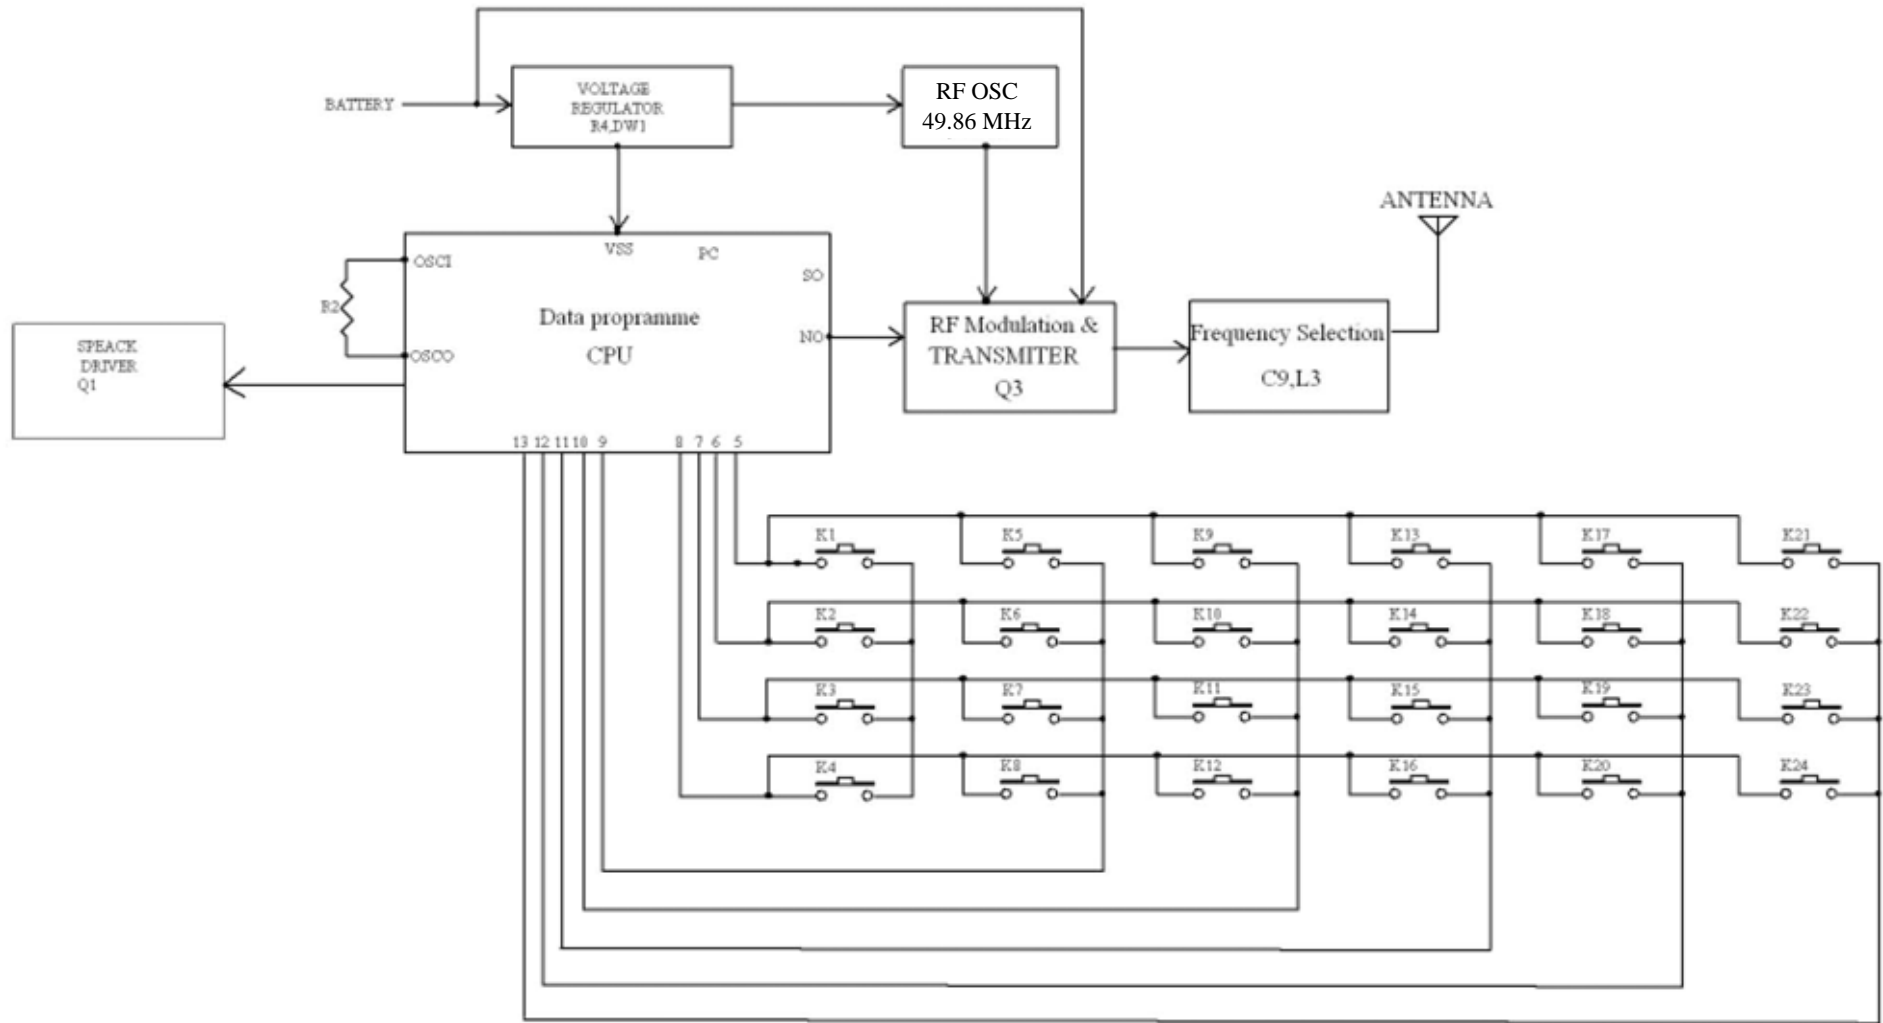 BATTERY
VOLTAGE
REGULATOR
R4,DW1
RF OSC
49.86 MHz
ANTENNA
OSCI
VSS
PC
SO
R2
Data propramme
CPU
NO
OSCO
RF Modulation &
TRANSMITER
Q3
Frequency Selection
C9,L3
SPEACK
DRIVER
Q1
13 12 11 10 9 8 7 6 5
K1 K5 K9 K13 K17 K21
K2 K6 K10 K14 K18 K22
K3 K7 K11 K15 K19 K23
K4 K8 K12 K16 K20 K24